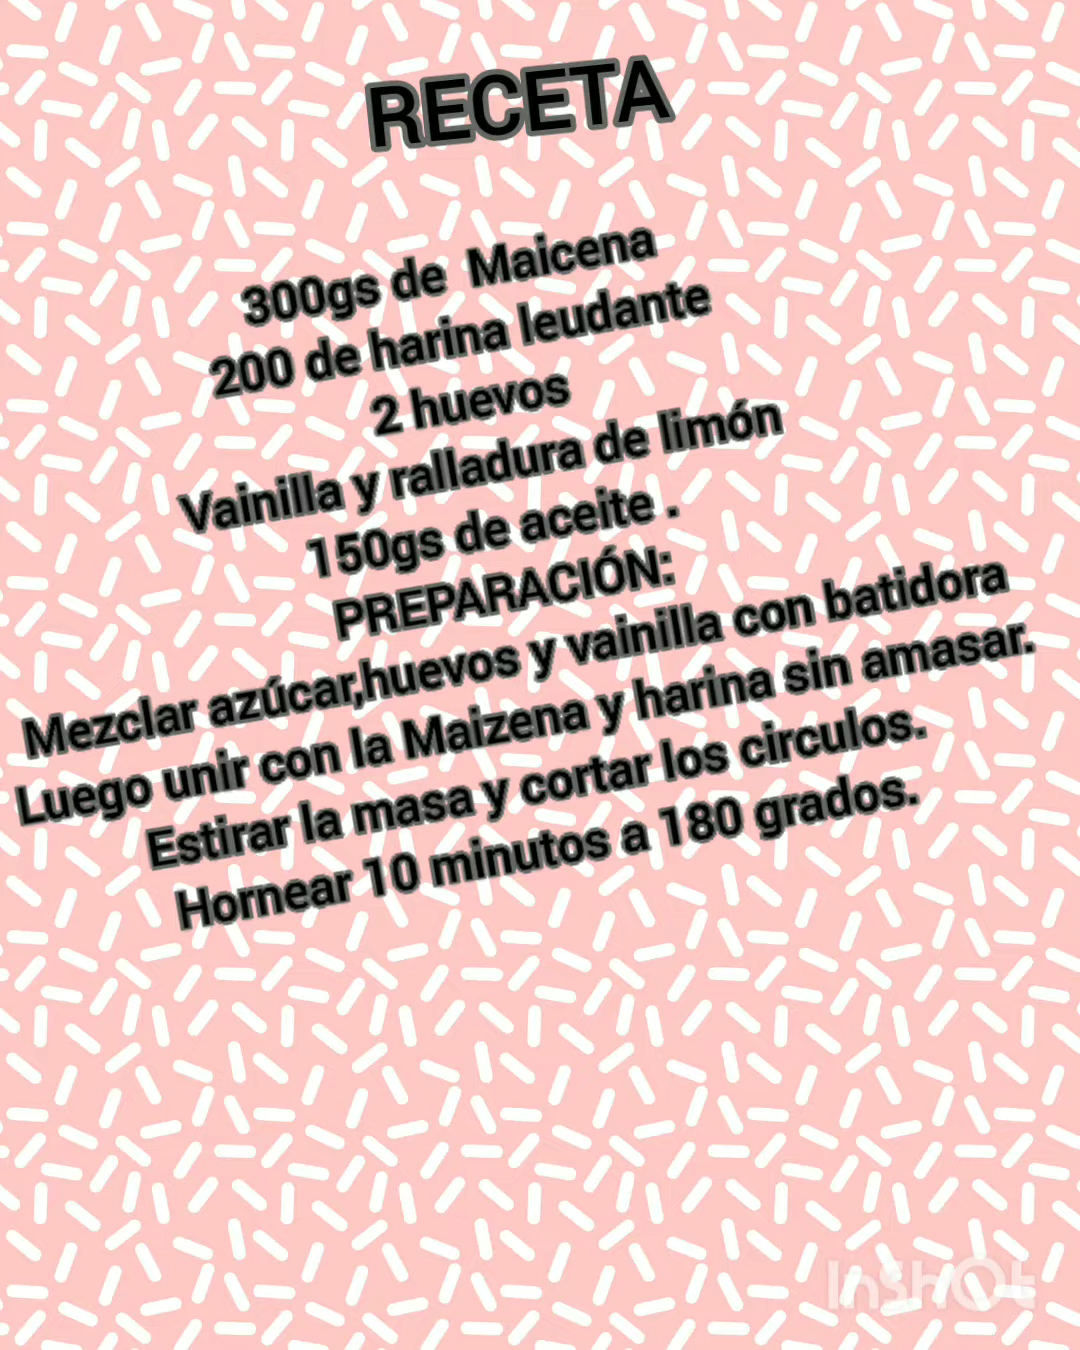 RECETA
300gs de Maicena
200 de harina leudante
2 huevos
Vainilla y ralladura de limón
150gs de aceite .
PREPARACIÓN:
Mezclar azúcar,huevos y vainilla con batidora
Luego unir con la Maizena y harina sin amasar.
Estirar la masa y cortar los circulos.
Hornear 10 minutos a 180 grados.
InShOt